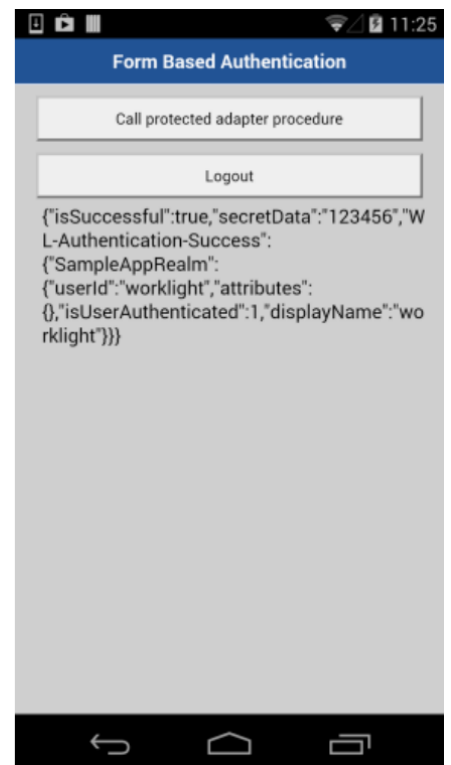 11:25
Form Based Authentication
Call protected adapter procedure
Logout
{"isSuccessful":true,"secretData":"123456","W
L-Authentication-Success":
{"SampleAppRealm":
{"userId":"worklight","attributes":
{},"isUserAuthenticated":1,"displayName":"wo
rklight"}}}